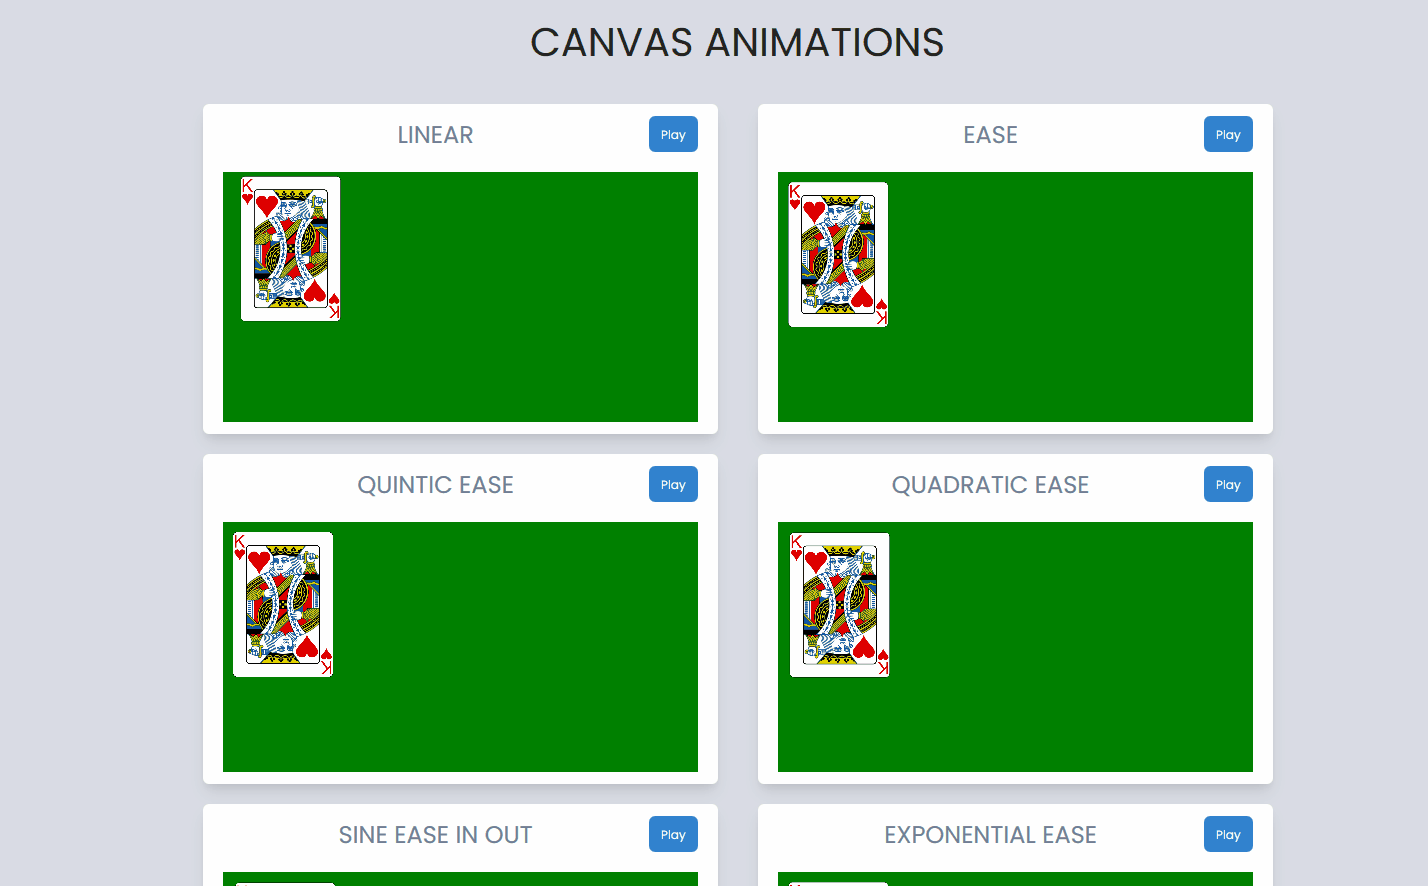 CANVAS ANIMATIONS
LINEAR
Play
K
K
EASE
Play
K
K
QUINTIC EASE
Play
K
K
QUADRATIC EASE
Play
K
K
SINE EASE IN OUT
Play
EXPONENTIAL EASE
Play